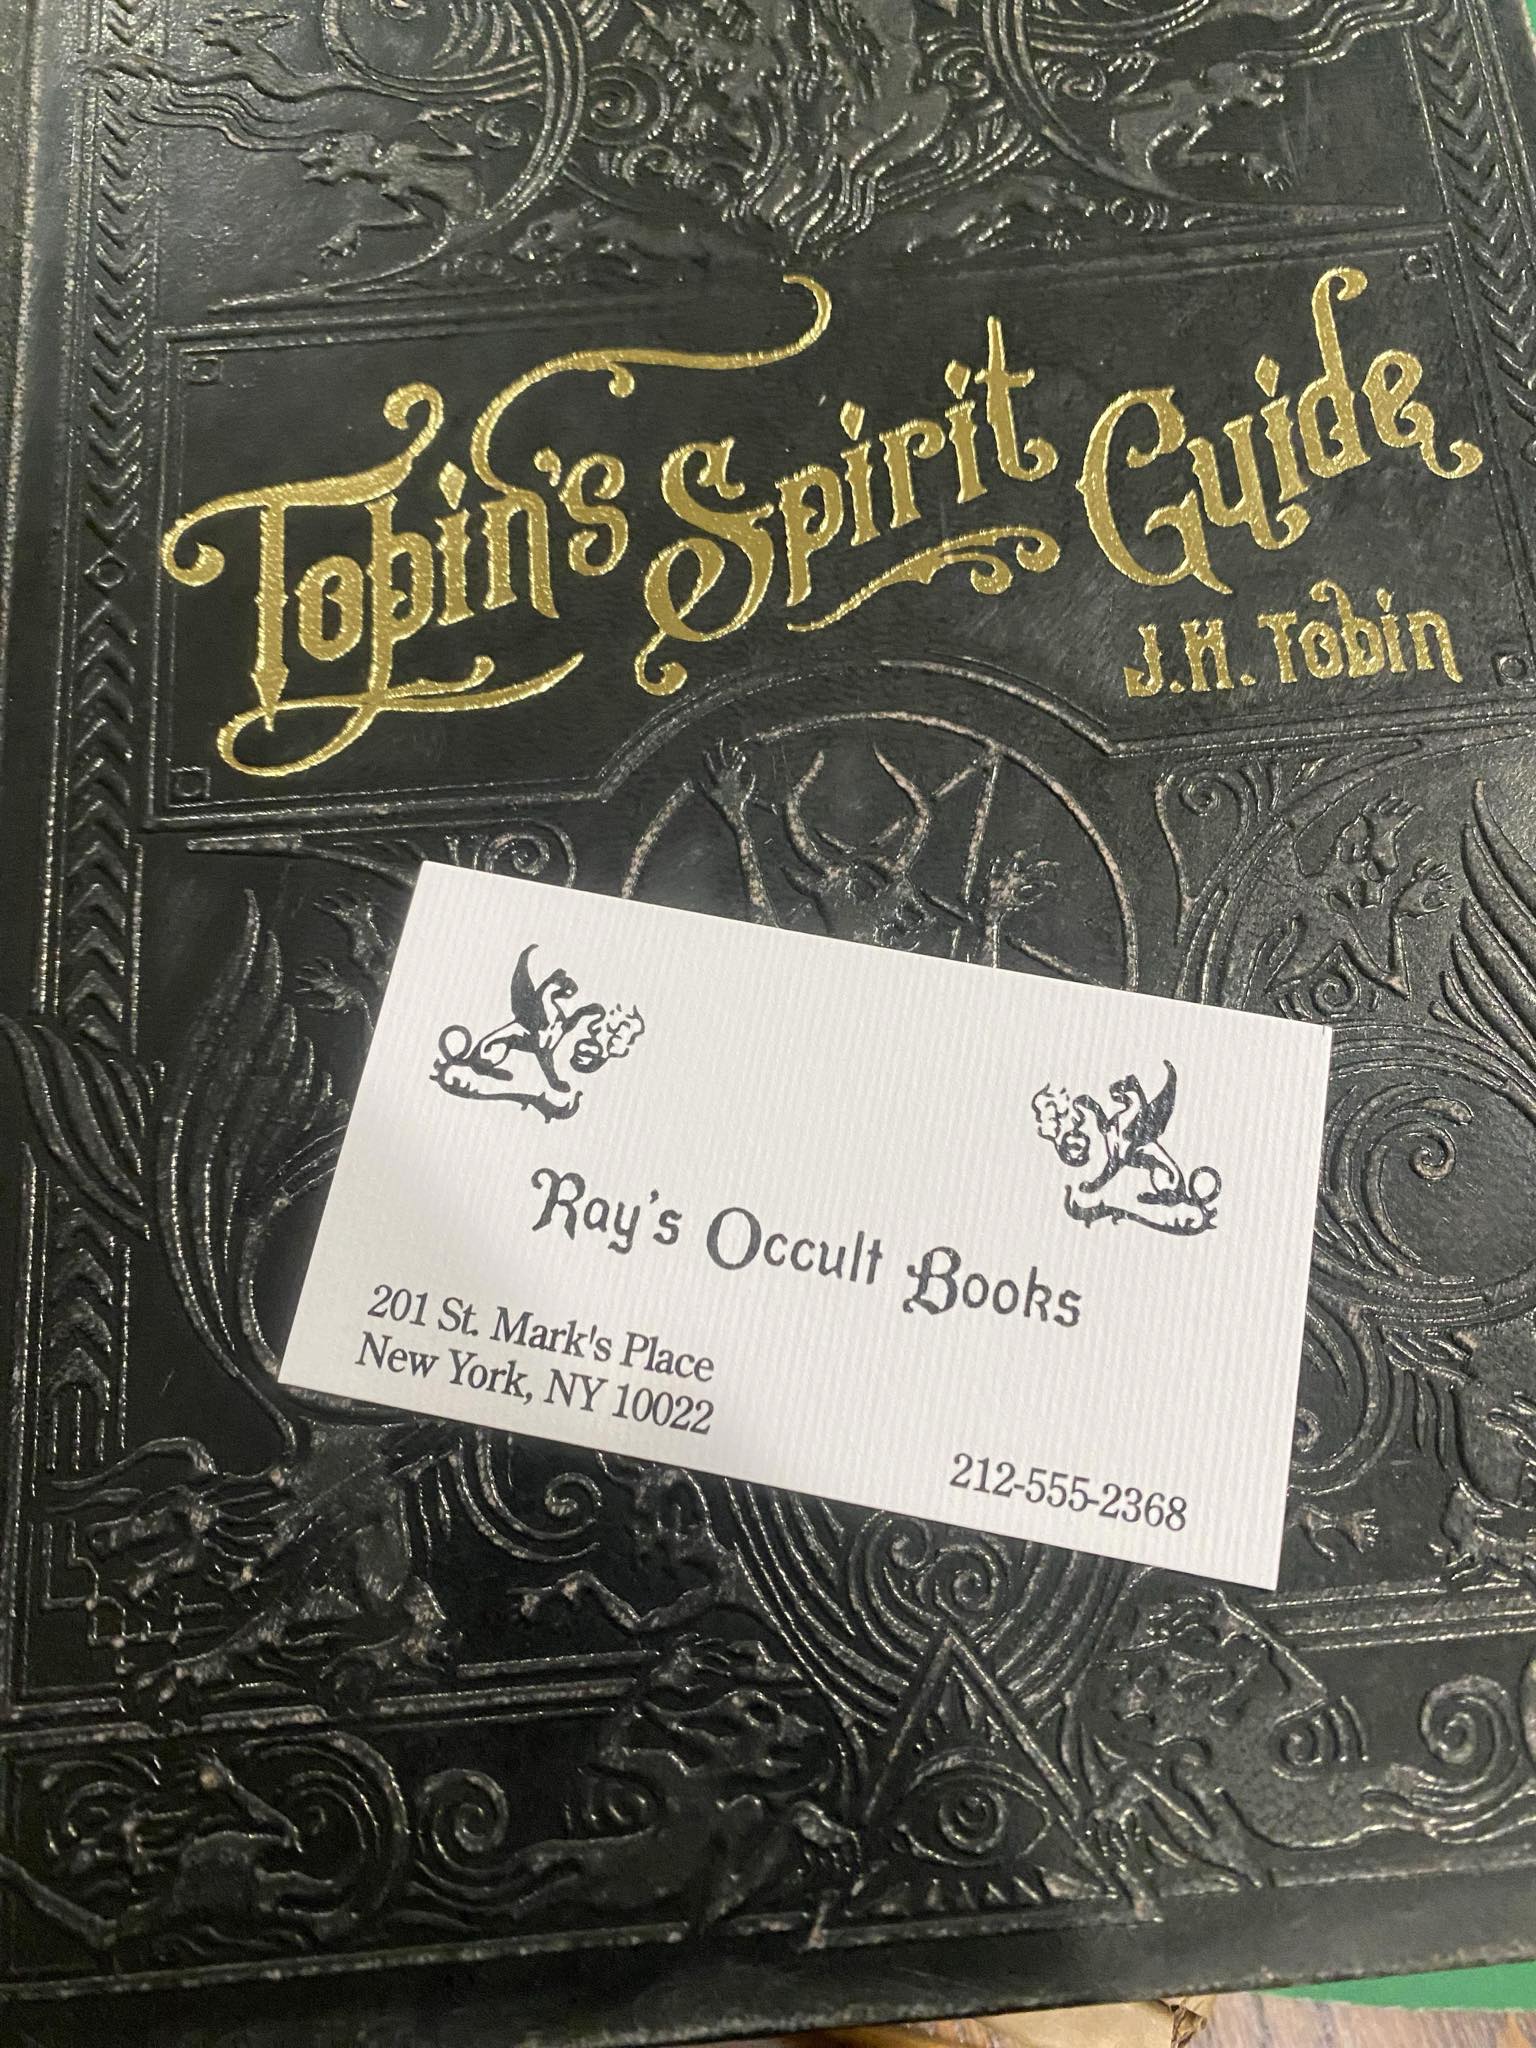 Tobin's Spirit Guide
J.H. Tobin
Ray's Occult Books
201 St. Mark's Place
New York, NY 10022
212-555-2368